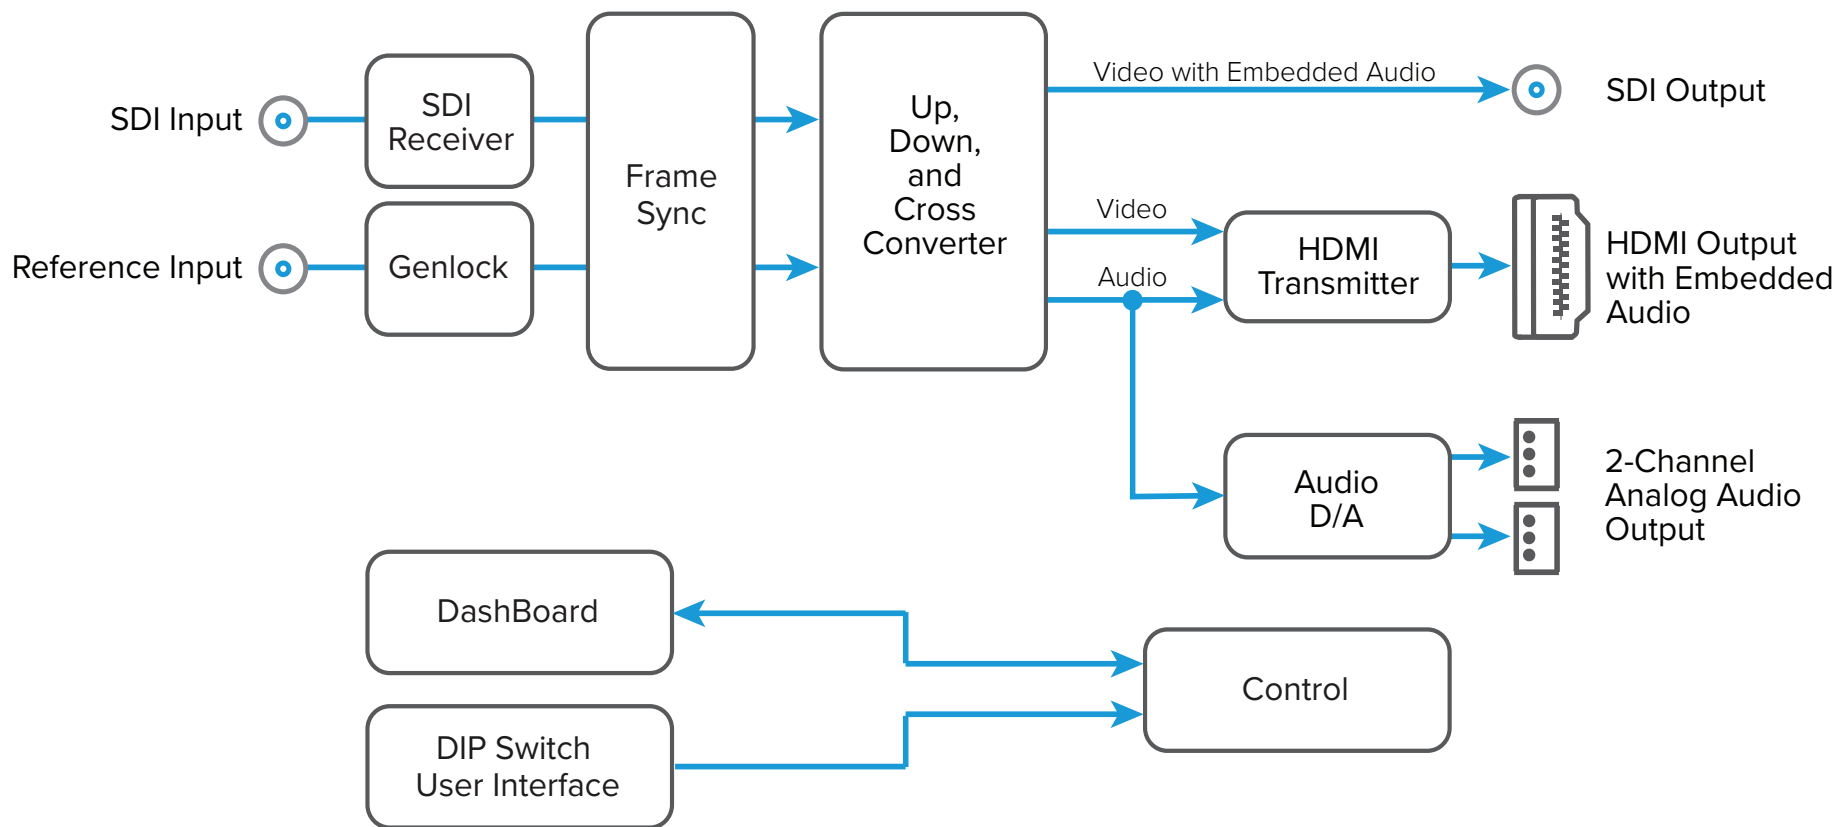 SDI Input
SDI
Receiver
Reference Input
Genlock
Frame
Sync
Up,
Down,
and
Cross
Converter
Video with Embedded Audio
SDI Output
Video
Audio
HDMI
Transmitter
HDMI Output
with Embedded
Audio
Audio
D/A
2-Channel
Analog Audio
Output
DashBoard
DIP Switch
User Interface
Control